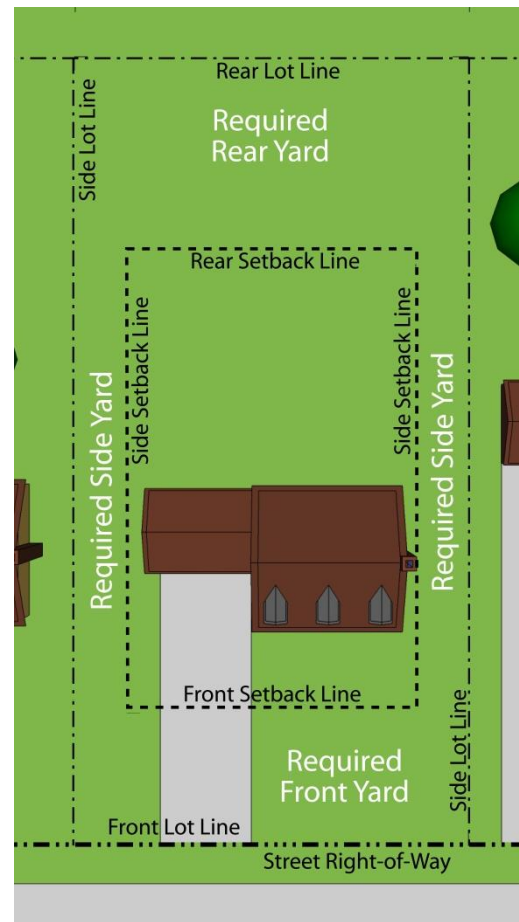 Rear Lot Line
Side Lot Line
Required
Rear Yard
Rear Setback Line
Side Setback Line
Side Setback Line
Required Side Yard
Required Side Yard
Front Setback Line
Side Lot Line
Required
Front Yard
Front Lot Line
Street Right-of-Way